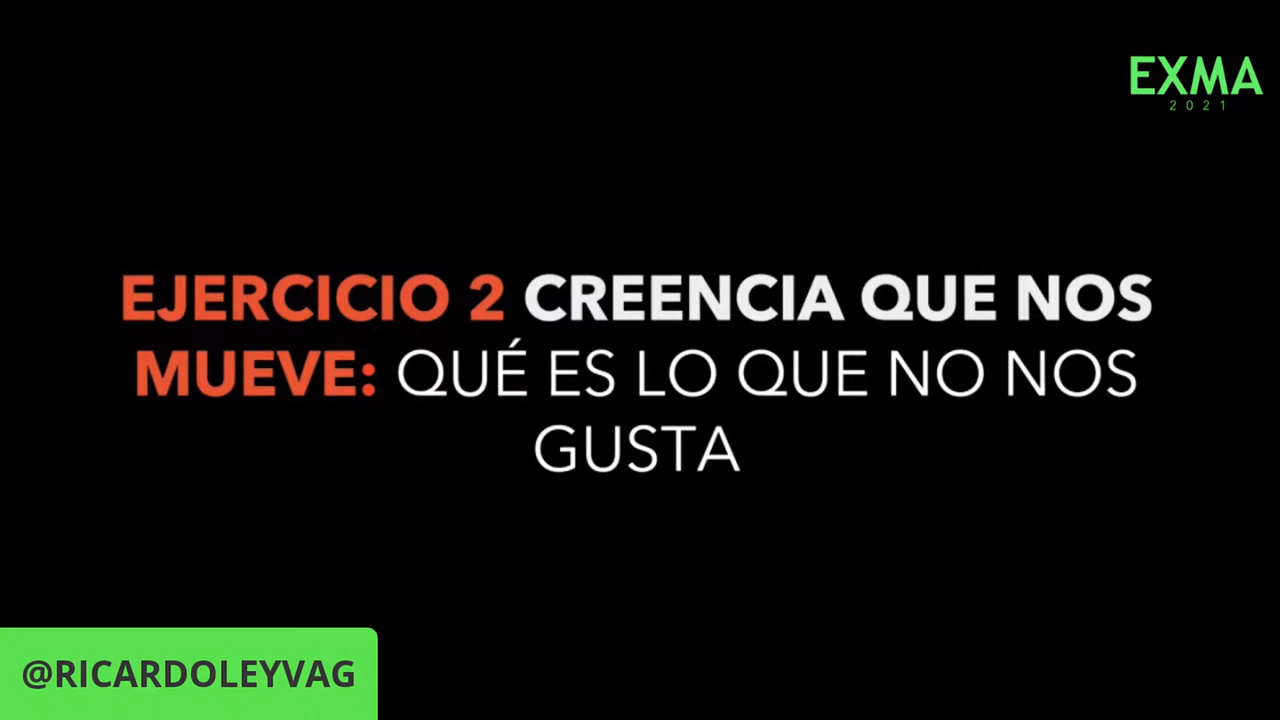 EXMA
2021
EJERCICIO 2 CREENCIA QUE NOS
MUEVE: QUÉ ES LO QUE NO NOS
GUSTA
@RICARDOLEYVAG